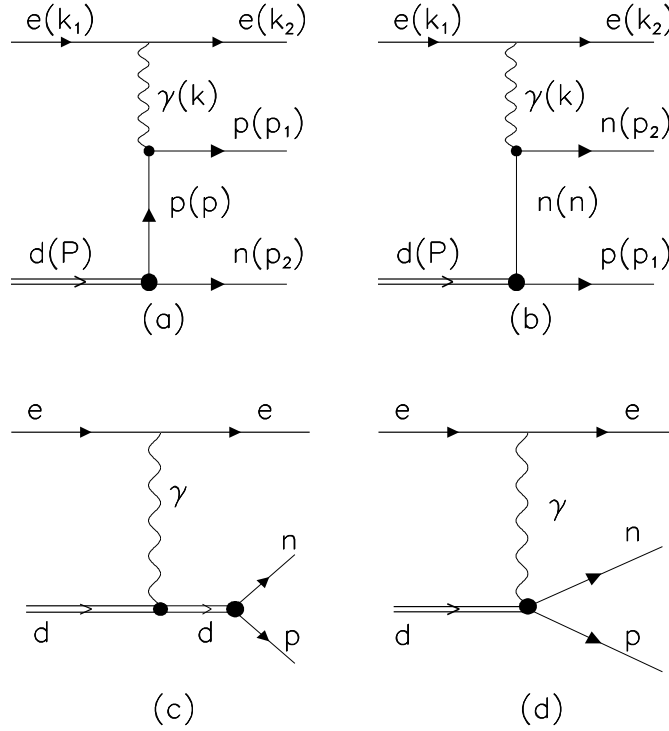 e(k₁) e(k₂) e(k₁) e(k₂)
γ(k) γ(k)
p(p₁) n(p₂)
p(p) n(n)
d(P) n(p₂) d(P) p(p₁)
(a) (b)
e e e e
γ γ
n n
d d p d p
(c) (d)